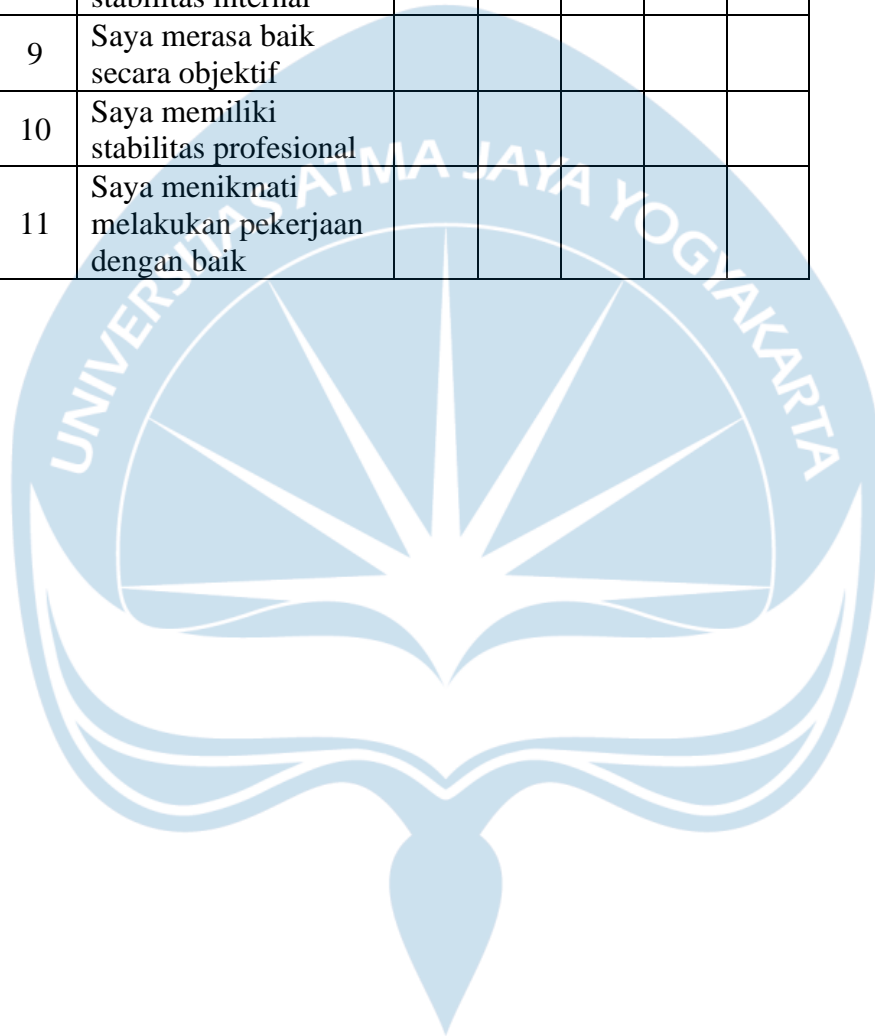 stabilitas internal
9
Saya merasa baik
secara objektif
10
Saya memiliki
stabilitas profesional
11
Saya menikmati
melakukan pekerjaan
dengan baik
UNIVERSITAS ATMA JAYA YOGYAKARTA